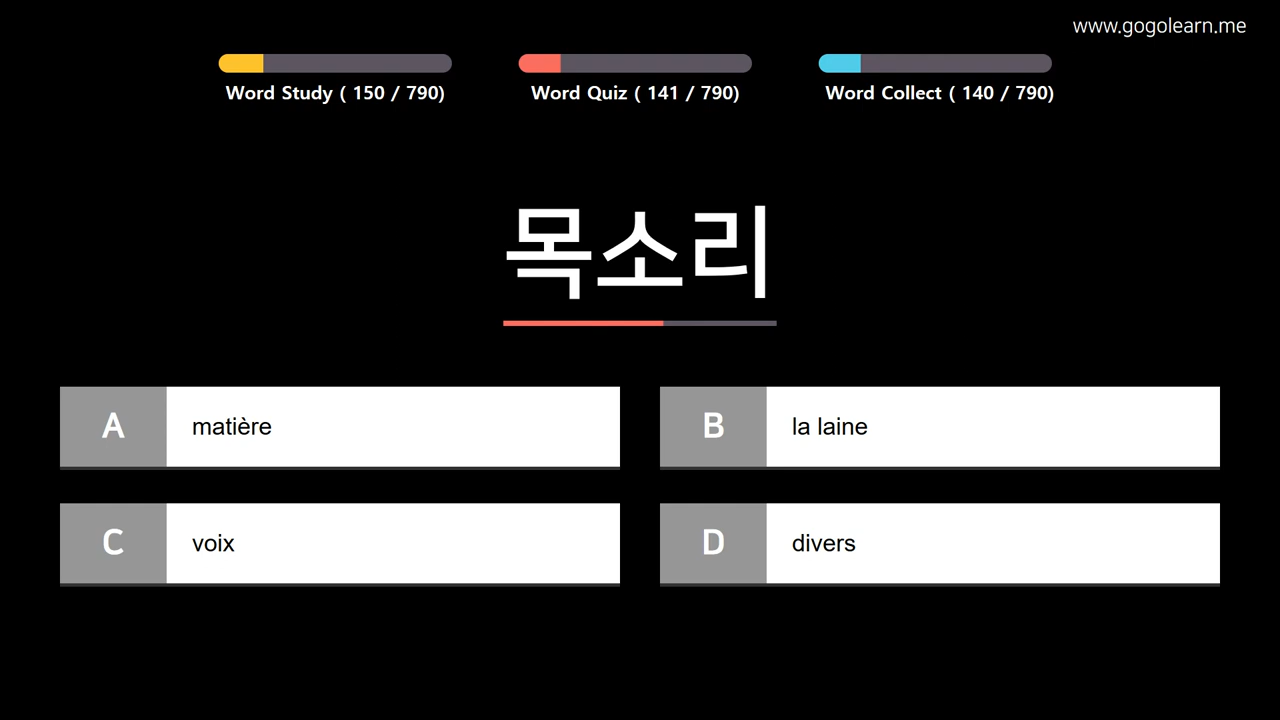 www.gogolearn.me
Word Study ( 150 / 790)
Word Quiz ( 141 / 790)
Word Collect ( 140 / 790)
목소리
A matière
B la laine
C voix
D divers